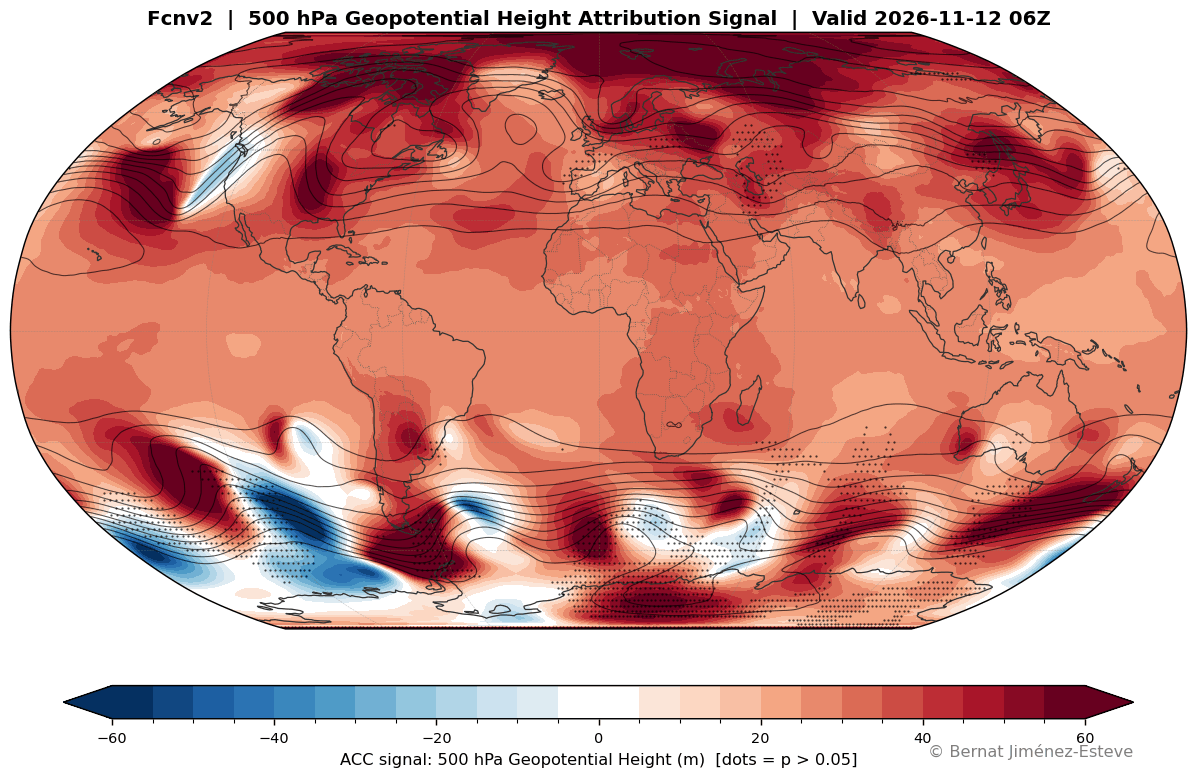 Fcnv2 | 500 hPa Geopotential Height Attribution Signal | Valid 2026-11-12 06Z
−60 −40 −20 0 20 40 60
ACC signal: 500 hPa Geopotential Height (m) [dots = p > 0.05]
© Bernat Jiménez-Esteve